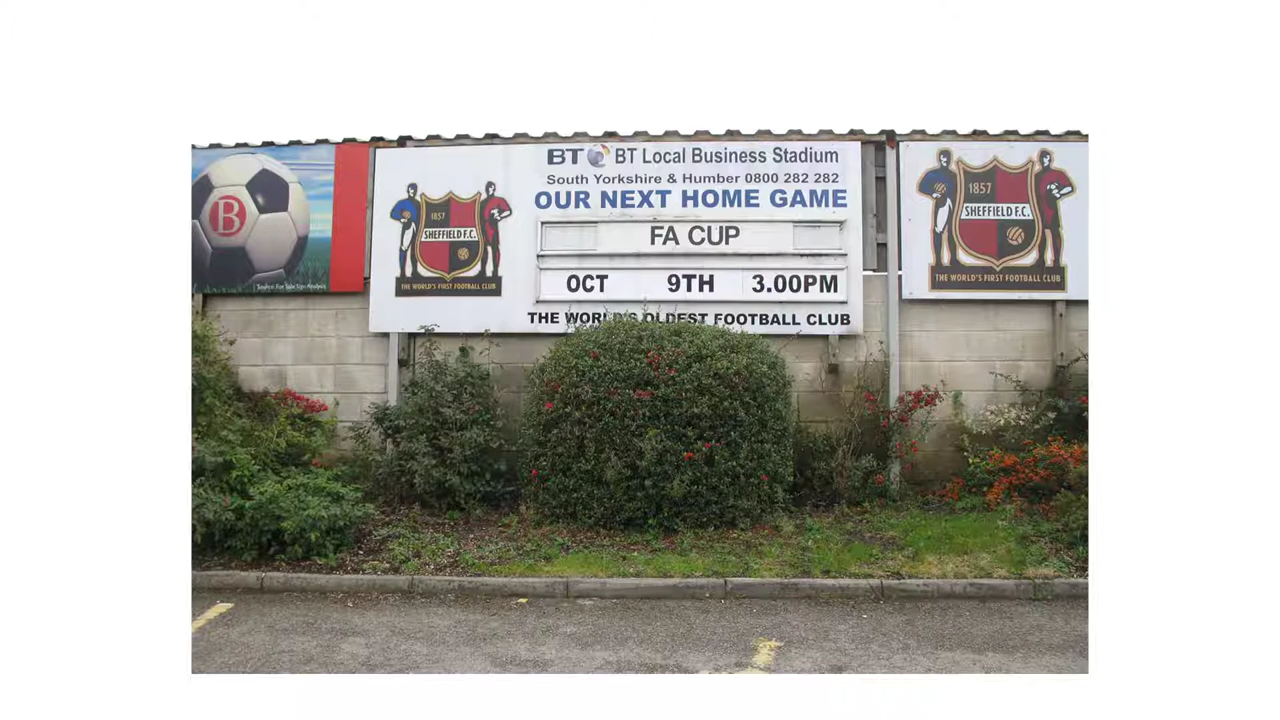 B
1857
SHEFFIELD F.C.
THE WORLD'S FIRST FOOTBALL CLUB
BT BT Local Business Stadium
South Yorkshire & Humber 0800 282 282
OUR NEXT HOME GAME
FA CUP
OCT 9TH 3.00PM
THE WORLD'S OLDEST FOOTBALL CLUB
1857
SHEFFIELD F.C.
THE WORLD'S FIRST FOOTBALL CLUB